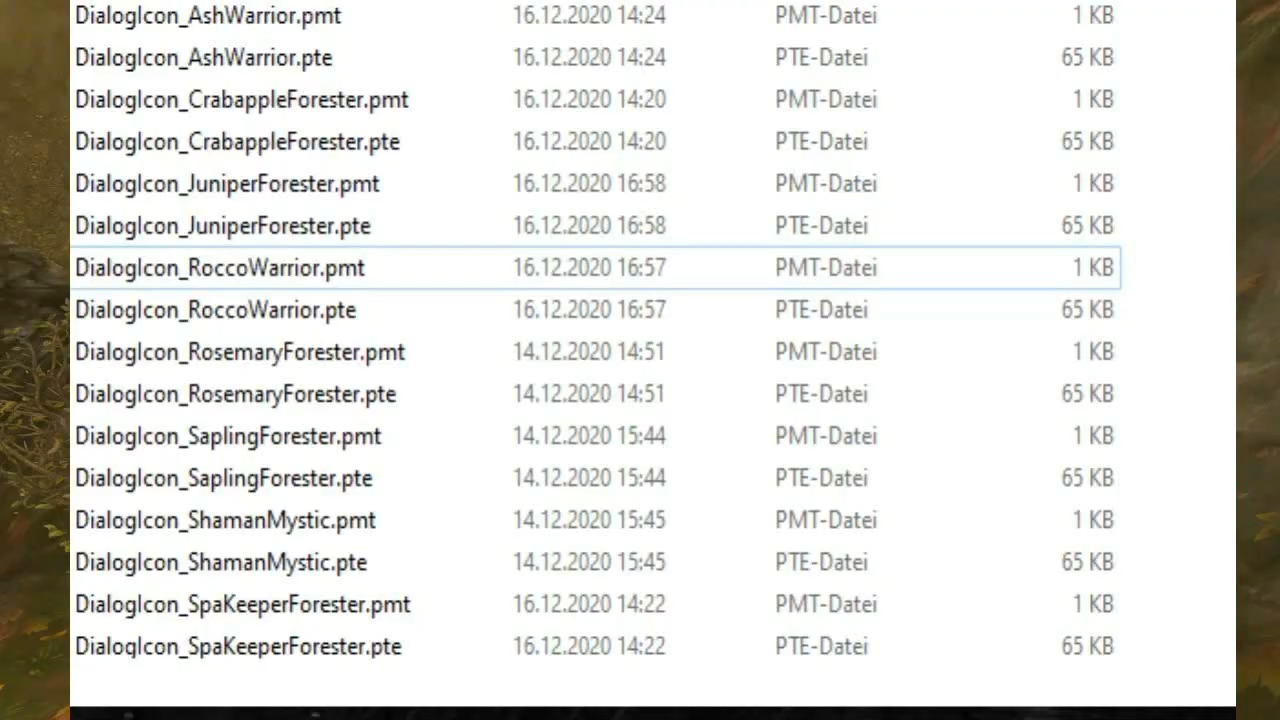 DialogIcon_AshWarrior.pmt 16.12.2020 14:24 PMT-Datei 1 KB
DialogIcon_AshWarrior.pte 16.12.2020 14:24 PTE-Datei 65 KB
DialogIcon_CrabappleForester.pmt 16.12.2020 14:20 PMT-Datei 1 KB
DialogIcon_CrabappleForester.pte 16.12.2020 14:20 PTE-Datei 65 KB
DialogIcon_JuniperForester.pmt 16.12.2020 16:58 PMT-Datei 1 KB
DialogIcon_JuniperForester.pte 16.12.2020 16:58 PTE-Datei 65 KB
DialogIcon_RoccoWarrior.pmt 16.12.2020 16:57 PMT-Datei 1 KB
DialogIcon_RoccoWarrior.pte 16.12.2020 16:57 PTE-Datei 65 KB
DialogIcon_RosemaryForester.pmt 14.12.2020 14:51 PMT-Datei 1 KB
DialogIcon_RosemaryForester.pte 14.12.2020 14:51 PTE-Datei 65 KB
DialogIcon_SaplingForester.pmt 14.12.2020 15:44 PMT-Datei 1 KB
DialogIcon_SaplingForester.pte 14.12.2020 15:44 PTE-Datei 65 KB
DialogIcon_ShamanMystic.pmt 14.12.2020 15:45 PMT-Datei 1 KB
DialogIcon_ShamanMystic.pte 14.12.2020 15:45 PTE-Datei 65 KB
DialogIcon_SpaKeeperForester.pmt 16.12.2020 14:22 PMT-Datei 1 KB
DialogIcon_SpaKeeperForester.pte 16.12.2020 14:22 PTE-Datei 65 KB